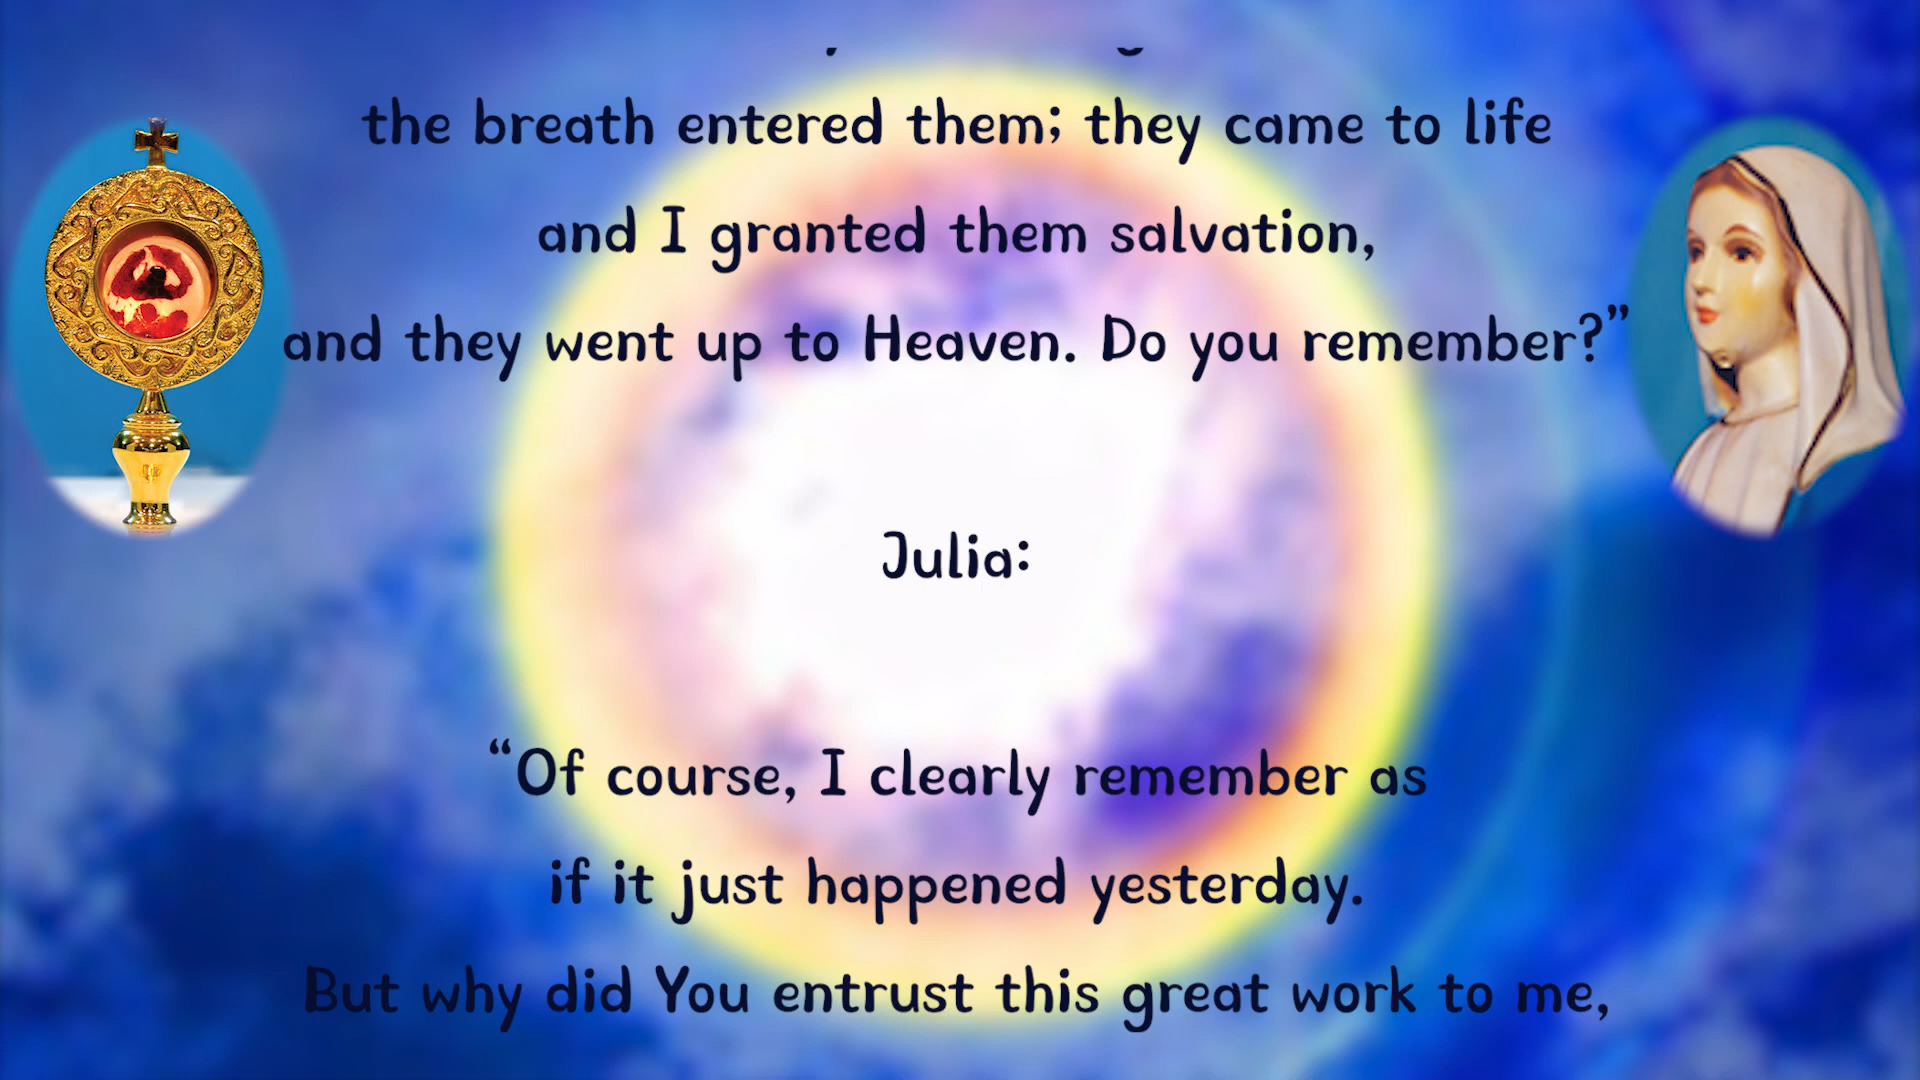 the breath entered them; they came to life
and I granted them salvation,
and they went up to Heaven. Do you remember?”
Julia:
“Of course, I clearly remember as
if it just happened yesterday.
But why did You entrust this great work to me,